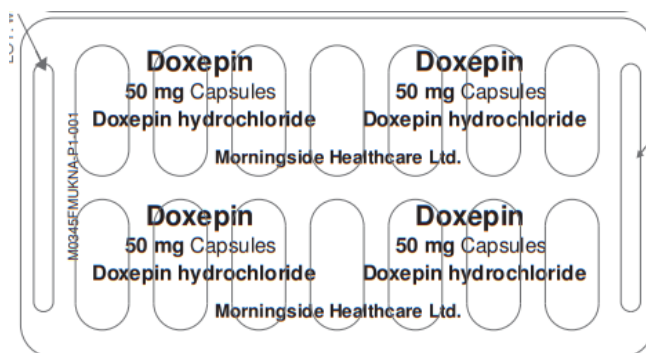 Doxepin Doxepin
50 mg Capsules 50 mg Capsules
Doxepin hydrochloride Doxepin hydrochloride
Morningside Healthcare Ltd.
Doxepin Doxepin
50 mg Capsules 50 mg Capsules
Doxepin hydrochloride Doxepin hydrochloride
Morningside Healthcare Ltd.
M0345FMUKNA-P1-001